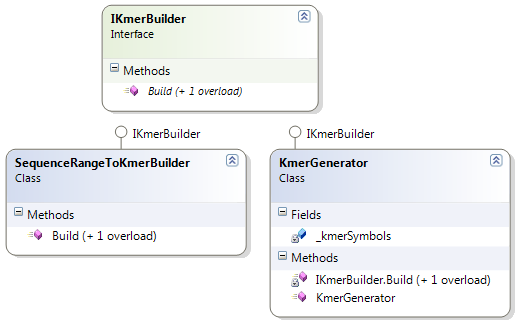 IKmerBuilder
Interface
Methods
Build (+ 1 overload)
IKmerBuilder
SequenceRangeToKmerBuilder
Class
Methods
Build (+ 1 overload)
IKmerBuilder
KmerGenerator
Class
Fields
_kmerSymbols
Methods
IKmerBuilder.Build (+ 1 overload)
KmerGenerator